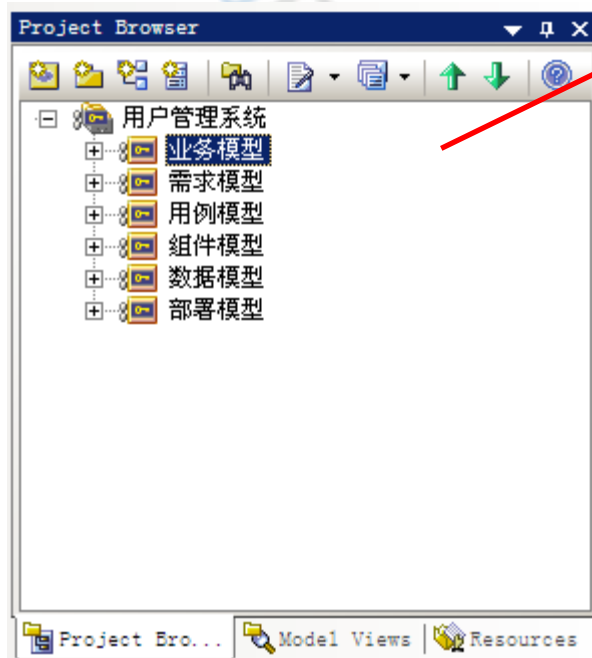 Project Browser
用户管理系统
业务模型
需求模型
用例模型
组件模型
数据模型
部署模型
Project Bro... Model Views Resources